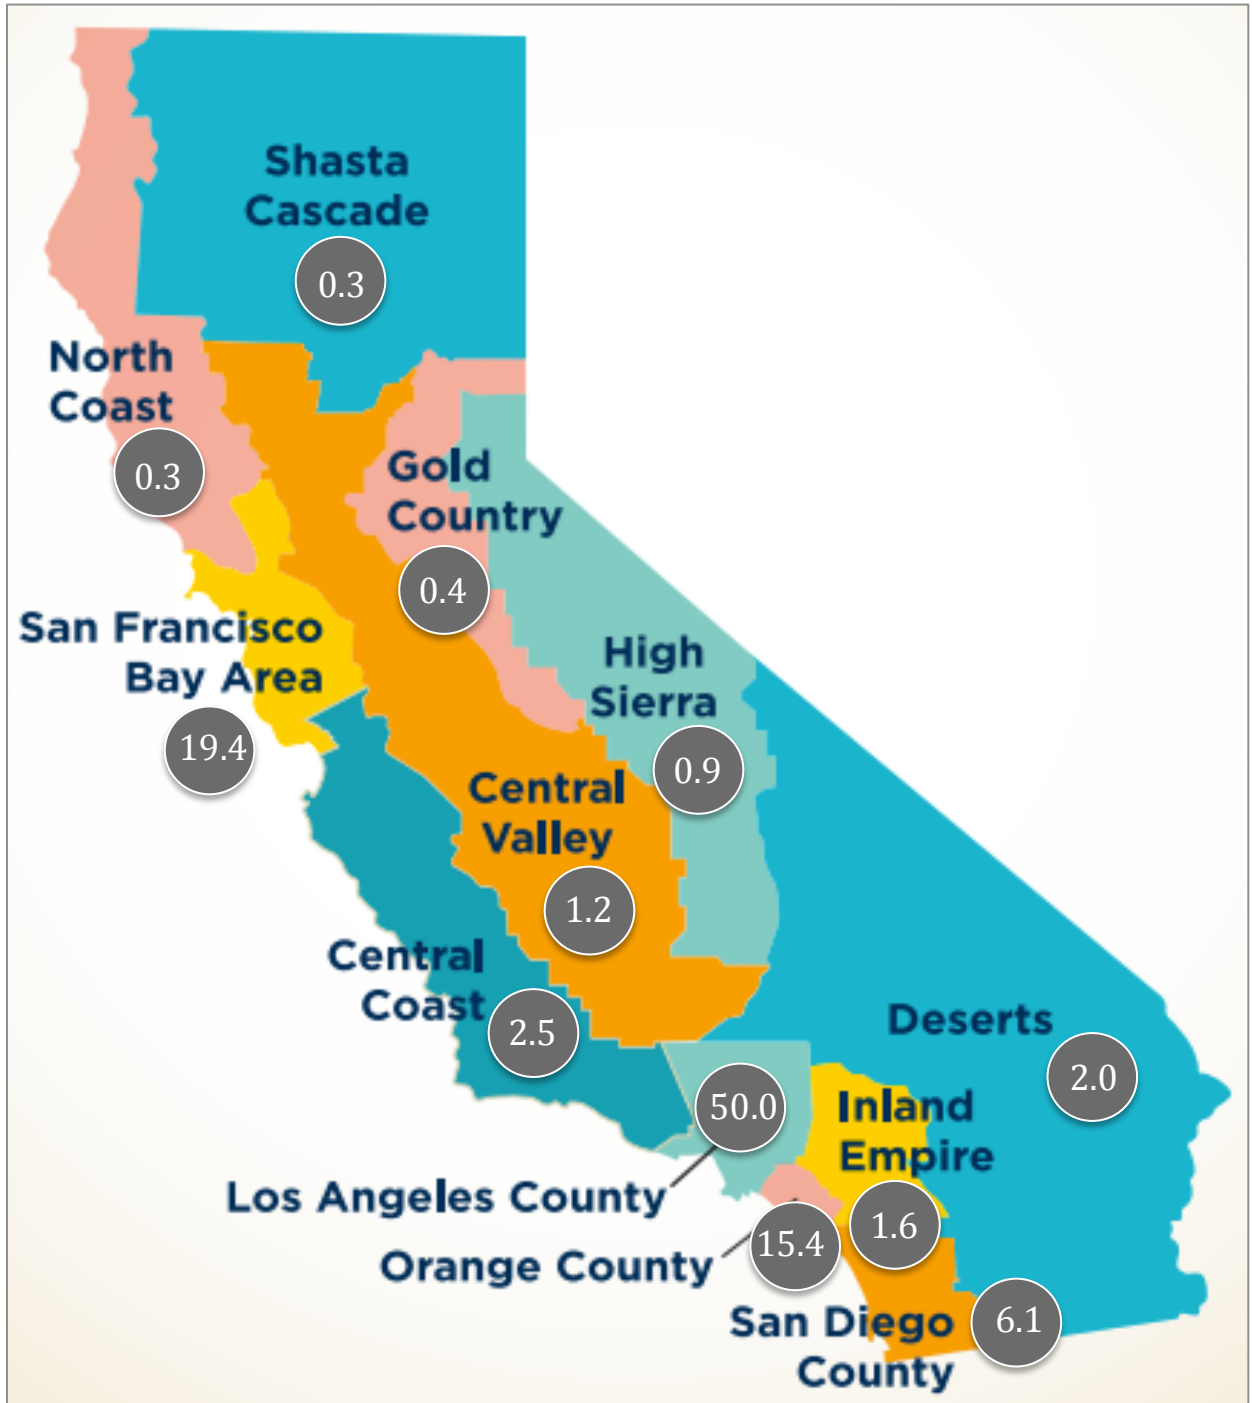 Shasta
Cascade
0.3
North
Coast
0.3
Gold
Country
0.4
San Francisco
Bay Area
19.4
High
Sierra
0.9
Central
Valley
1.2
Central
Coast
2.5
Deserts
2.0
50.0
Los Angeles County
Inland
Empire
1.6
Orange County
15.4
San Diego
County
6.1